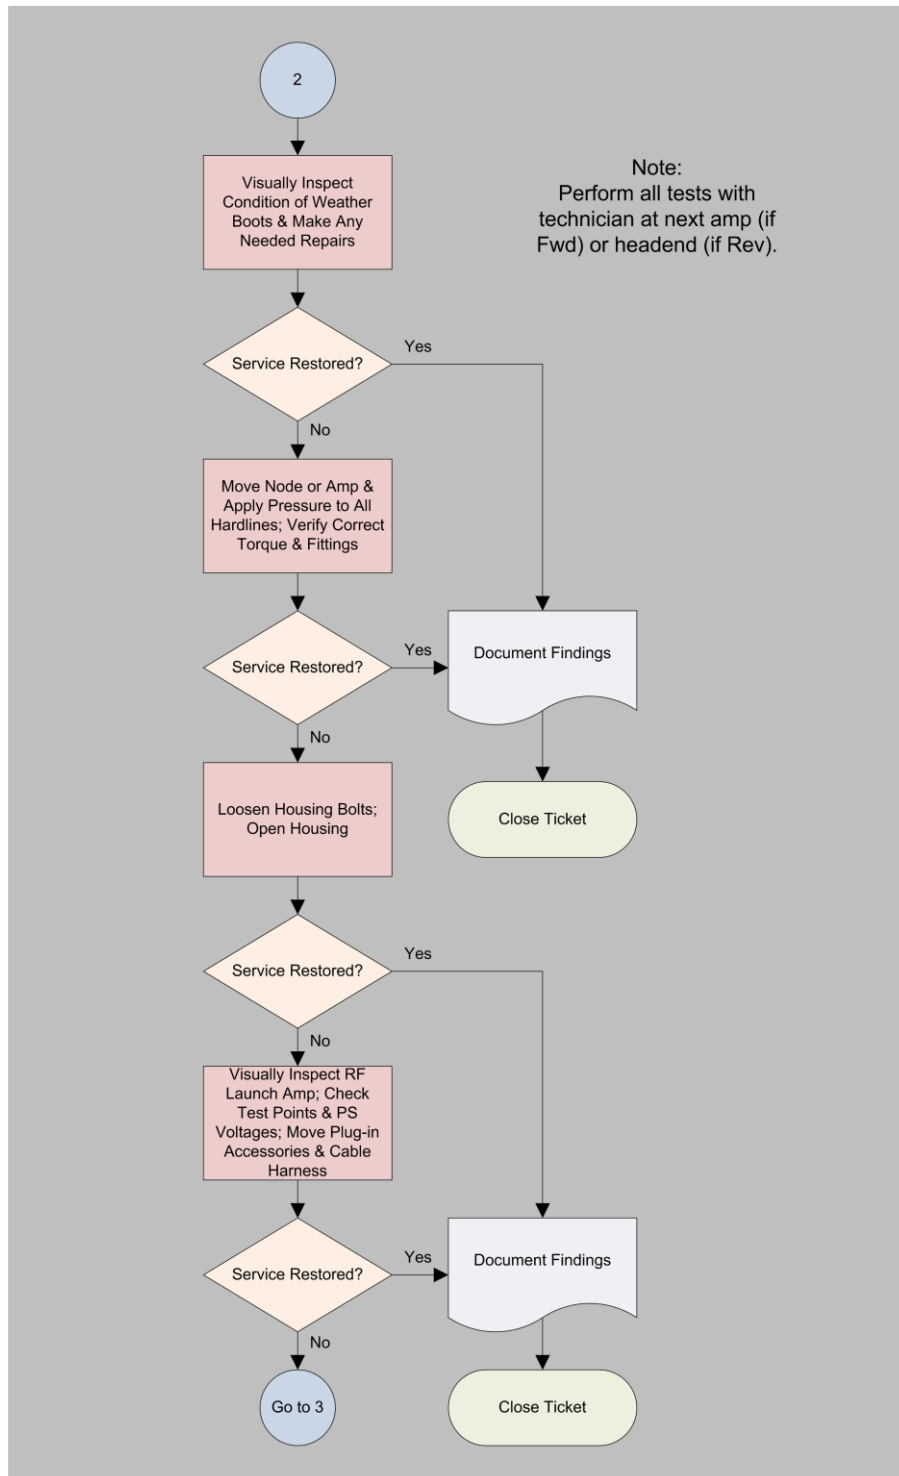 2
Visually Inspect
Condition of Weather
Boots & Make Any
Needed Repairs
Note:
Perform all tests with
technician at next amp (if
Fwd) or headend (if Rev).
Service Restored?
Yes
No
Move Node or Amp &
Apply Pressure to All
Hardlines; Verify Correct
Torque & Fittings
Service Restored?
Yes
Document Findings
No
Loosen Housing Bolts;
Open Housing
Close Ticket
Service Restored?
Yes
No
Visually Inspect RF
Launch Amp; Check
Test Points & PS
Voltages; Move Plug-in
Accessories & Cable
Harness
Service Restored?
Yes
Document Findings
No
Go to 3
Close Ticket